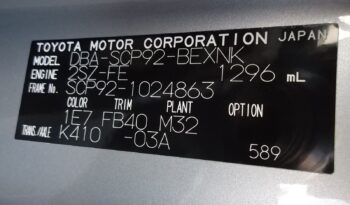 TOYOTA MOTOR CORPORATION JAPAN
MODEL DBA-SCP92-BEXNK
ENGINE 2SZ-FE 1296 mL
FRAME No. SCP92-1024863
COLOR TRIM PLANT OPTION
1E7 FB40 M32
TRANS./AXLE K410 -03A
589